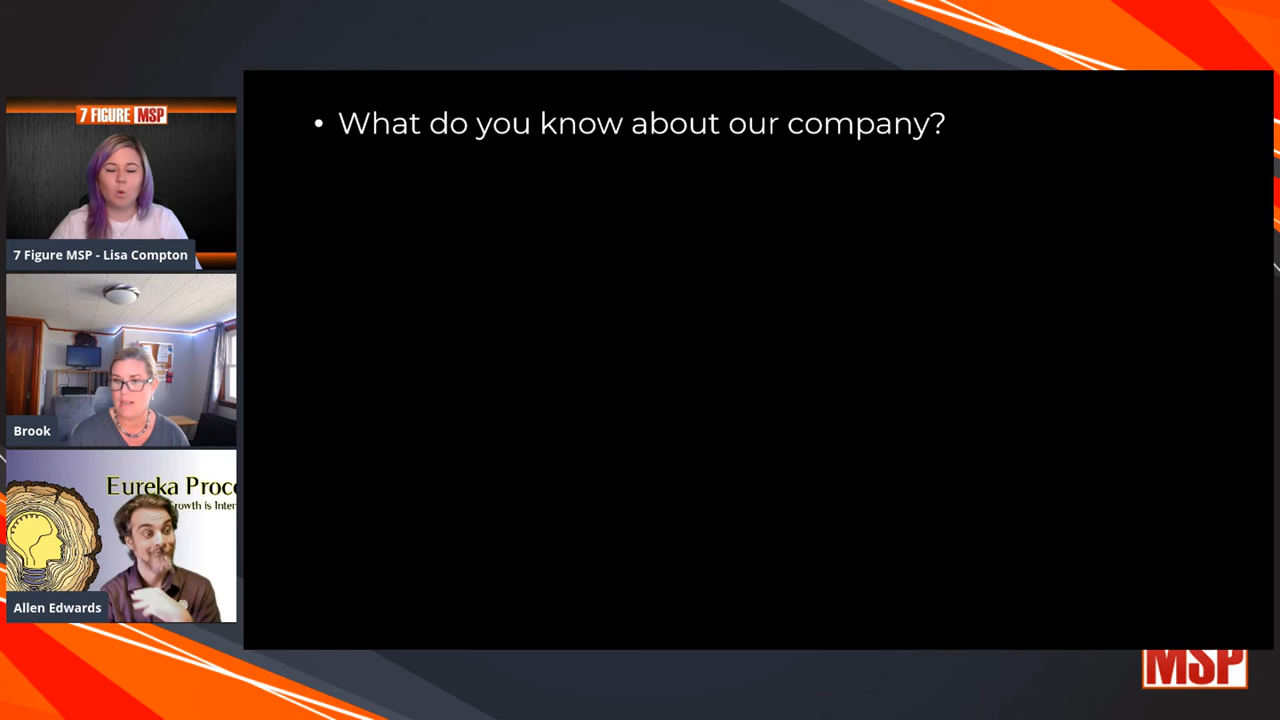 • What do you know about our company?
7 FIGURE MSP
7 Figure MSP - Lisa Compton
Brook
Eureka Proc
rowth is Inter
Allen Edwards
MSP